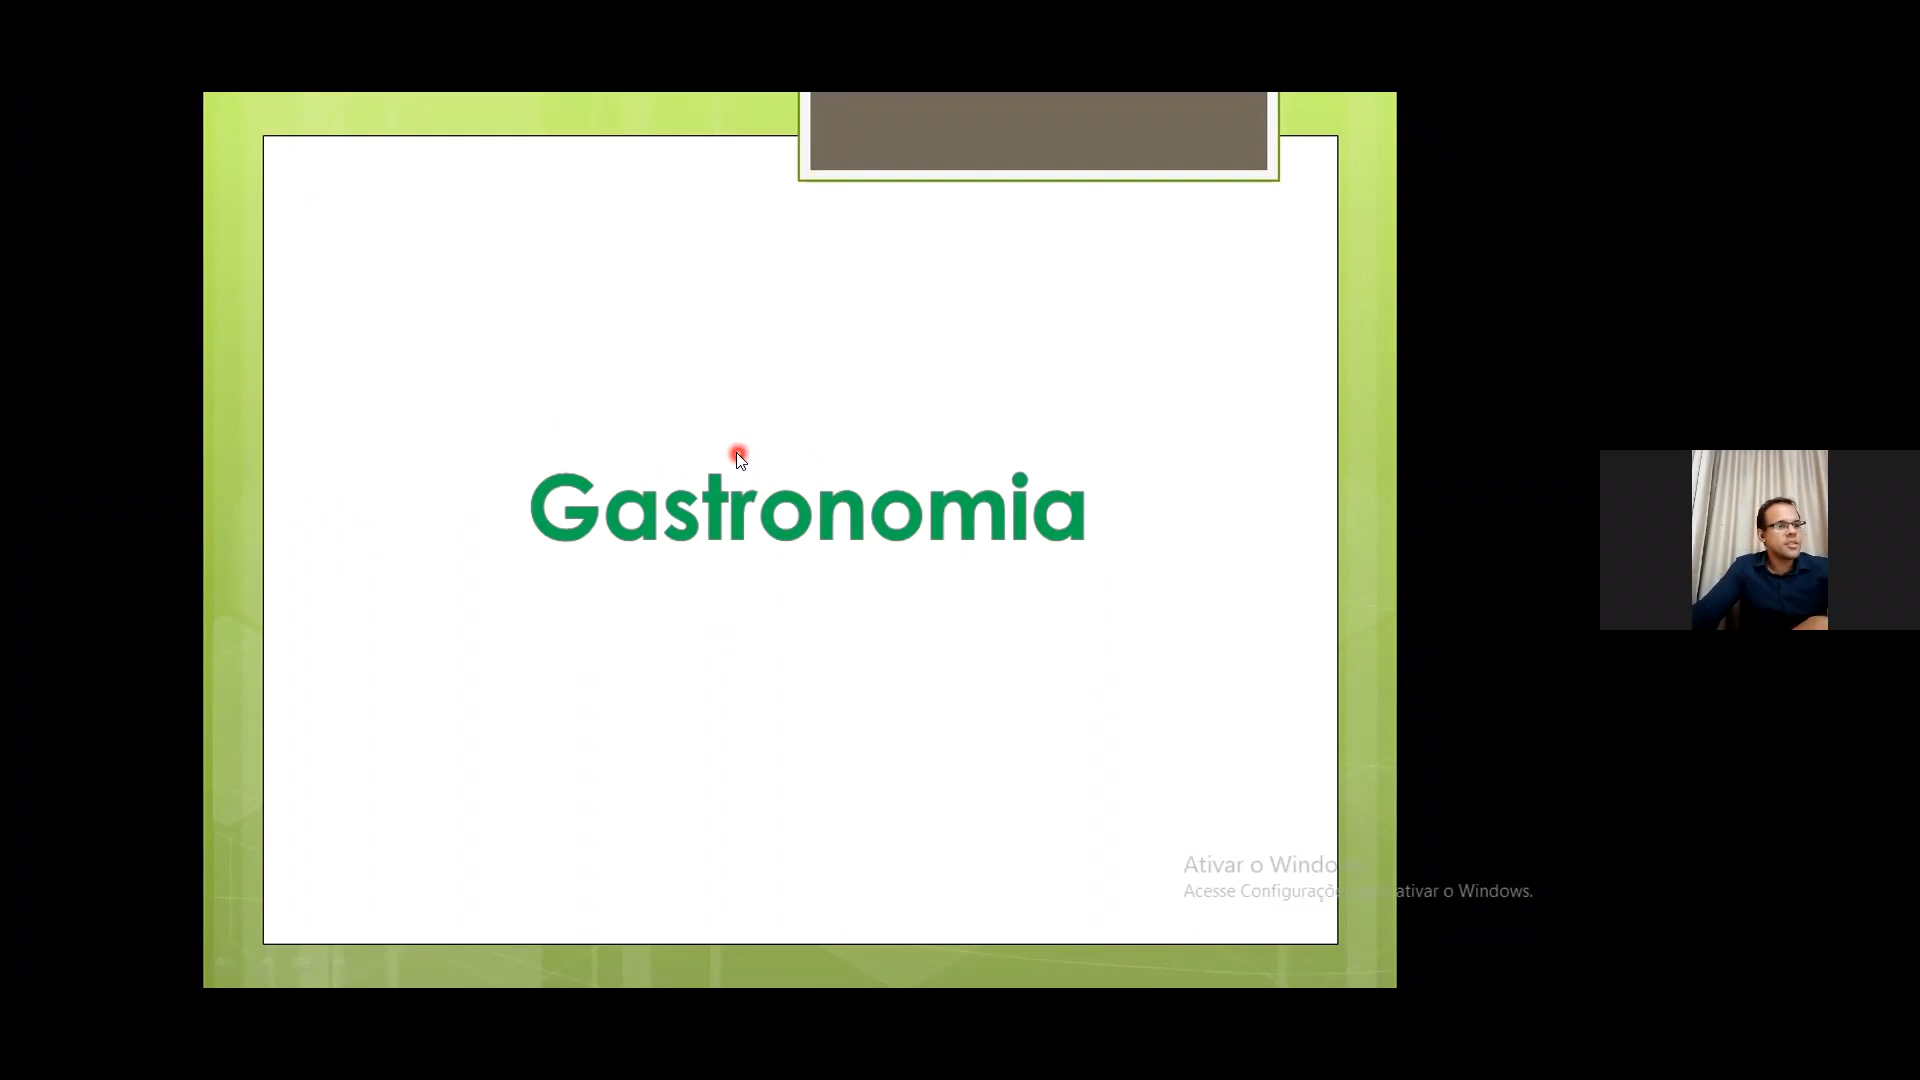 Gastronomia
Ativar o Windo
Acesse Configuraçõ ativar o Windows.